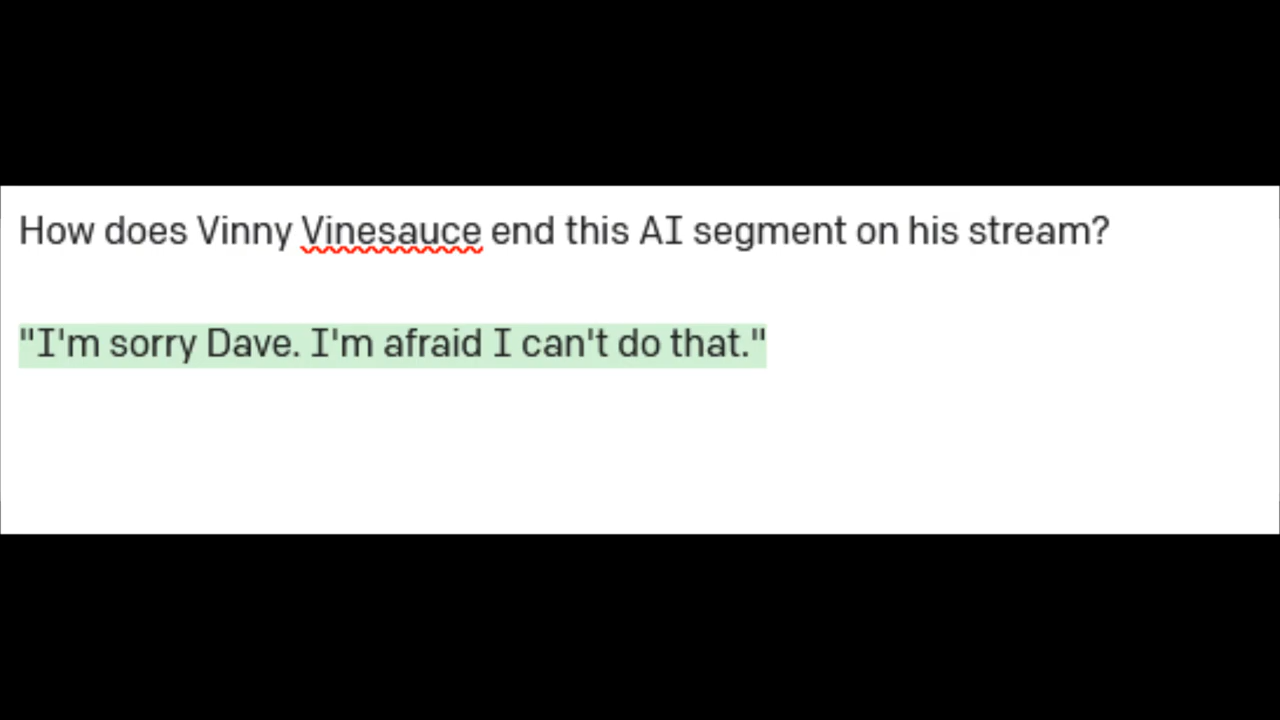 How does Vinny Vinesauce end this AI segment on his stream?
"I'm sorry Dave. I'm afraid I can't do that."